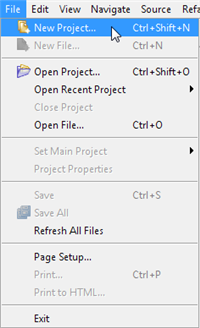 File Edit View Navigate Source Refa
New Project... Ctrl+Shift+N
New File... Ctrl+N
Open Project... Ctrl+Shift+O
Open Recent Project
Close Project
Open File... Ctrl+O
Set Main Project
Project Properties
Save Ctrl+S
Save All
Refresh All Files
Page Setup...
Print... Ctrl+P
Print to HTML...
Exit